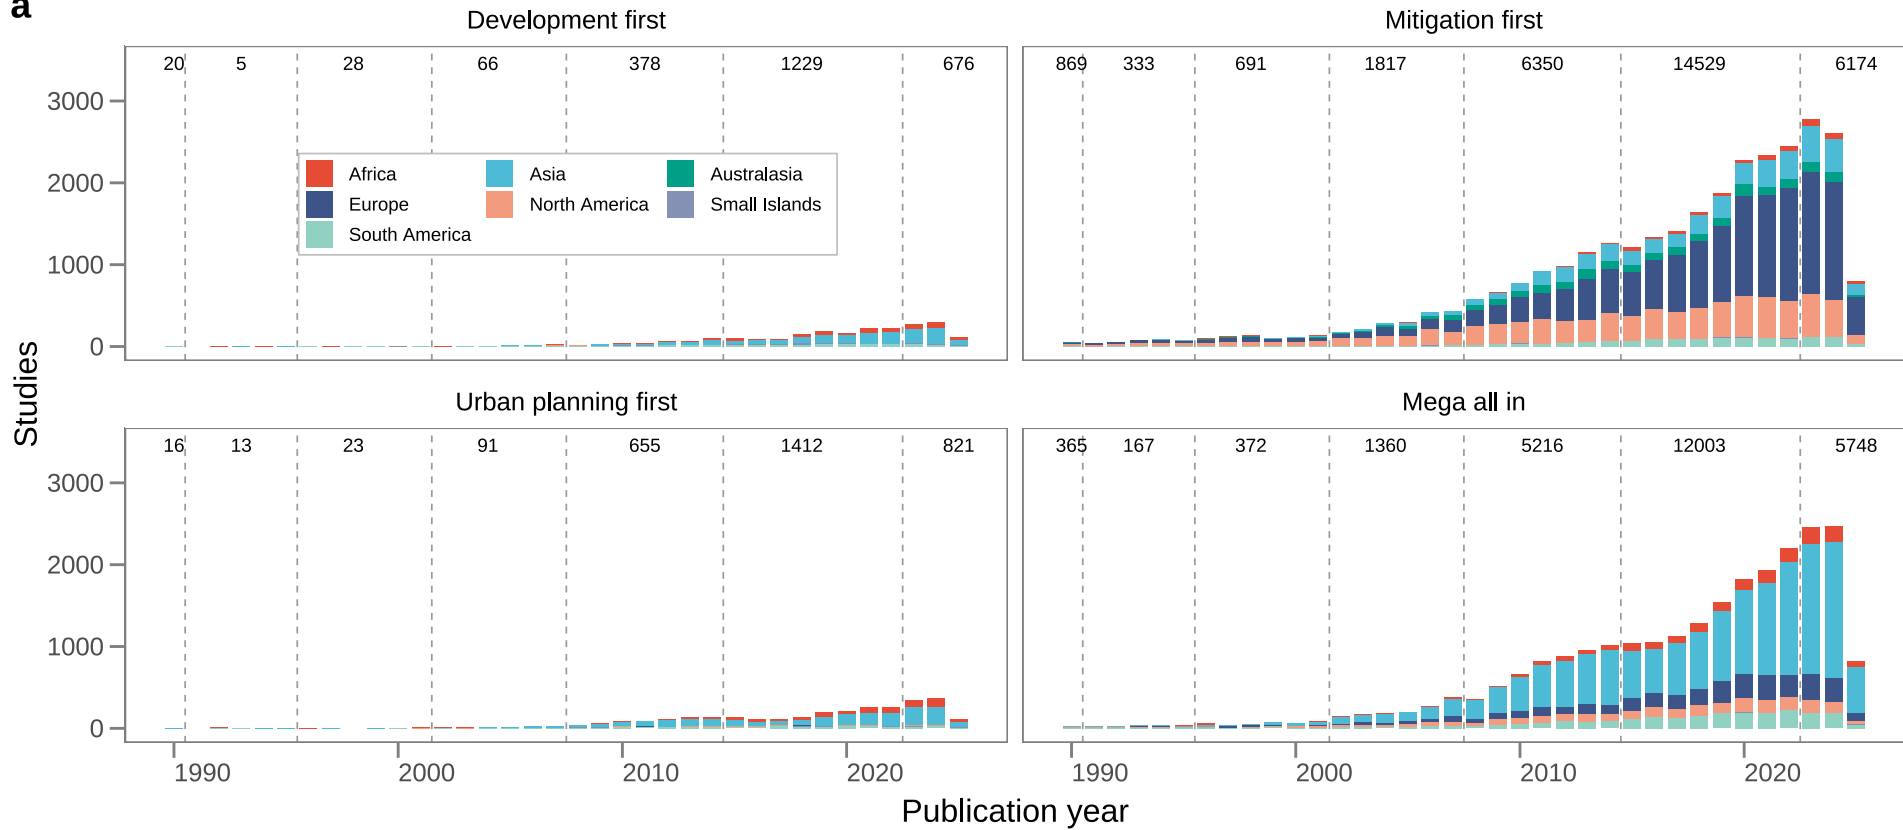 a
Development first
Mitigation first
20 5 28 66 378 1229 676
869 333 691 1817 6350 14529 6174
3000
2000
1000
0
Africa Asia Australasia
Europe North America Small Islands
South America
Studies
Urban planning first
Mega all in
16 13 23 91 655 1412 821
365 167 372 1360 5216 12003 5748
3000
2000
1000
0
1990 2000 2010 2020
1990 2000 2010 2020
Publication year